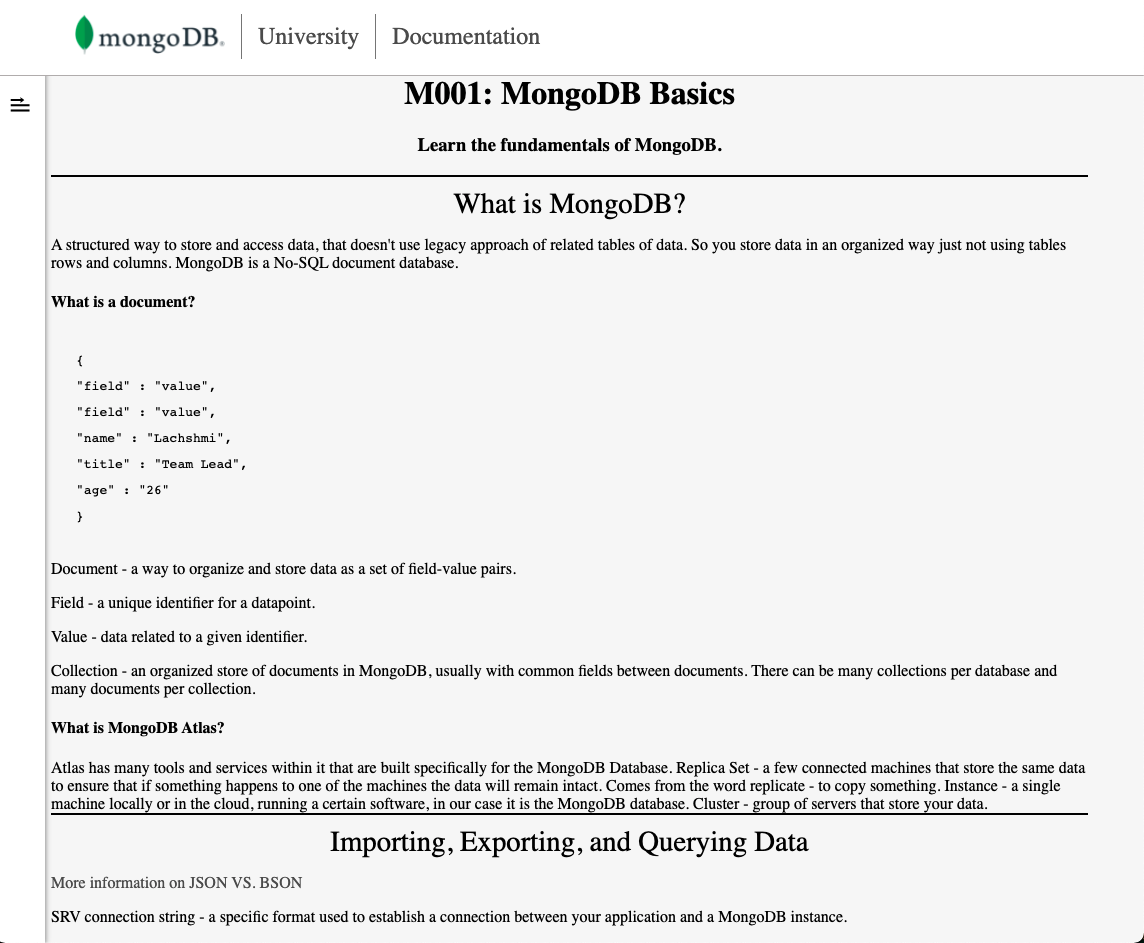 mongoDB. University Documentation
M001: MongoDB Basics
Learn the fundamentals of MongoDB.
What is MongoDB?
A structured way to store and access data, that doesn't use legacy approach of related tables of data. So you store data in an organized way just not using tables
rows and columns. MongoDB is a No-SQL document database.
What is a document?
{
"field" : "value",
"field" : "value",
"name" : "Lachshmi",
"title" : "Team Lead",
"age" : "26"
}
Document - a way to organize and store data as a set of field-value pairs.
Field - a unique identifier for a datapoint.
Value - data related to a given identifier.
Collection - an organized store of documents in MongoDB, usually with common fields between documents. There can be many collections per database and
many documents per collection.
What is MongoDB Atlas?
Atlas has many tools and services within it that are built specifically for the MongoDB Database. Replica Set - a few connected machines that store the same data
to ensure that if something happens to one of the machines the data will remain intact. Comes from the word replicate - to copy something. Instance - a single
machine locally or in the cloud, running a certain software, in our case it is the MongoDB database. Cluster - group of servers that store your data.
Importing, Exporting, and Querying Data
More information on JSON VS. BSON
SRV connection string - a specific format used to establish a connection between your application and a MongoDB instance.